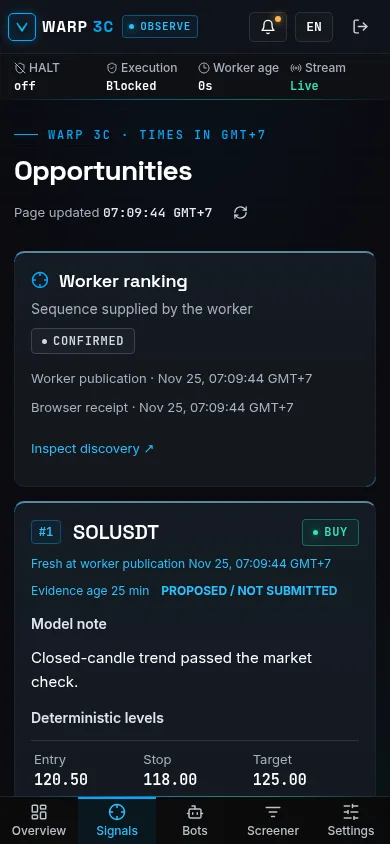 WARP 3C
OBSERVE
EN
HALT
off
Execution
Blocked
Worker age
0s
Stream
Live
WARP 3C · TIMES IN GMT+7
Opportunities
Page updated 07:09:44 GMT+7
Worker ranking
Sequence supplied by the worker
CONFIRMED
Worker publication · Nov 25, 07:09:44 GMT+7
Browser receipt · Nov 25, 07:09:44 GMT+7
Inspect discovery ↗
#1 SOLUSDT
BUY
Fresh at worker publication Nov 25, 07:09:44 GMT+7
Evidence age 25 min PROPOSED / NOT SUBMITTED
Model note
Closed-candle trend passed the market
check.
Deterministic levels
Entry Stop Target
120.50 118.00 125.00
Overview Signals Bots Screener Settings